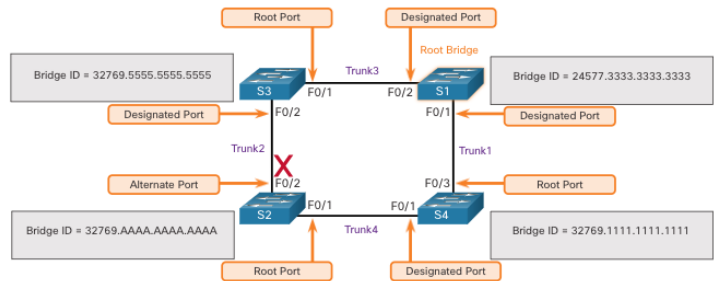 Root Port
Designated Port
Root Bridge
Bridge ID = 32769.5555.5555.5555
Trunk3
Bridge ID = 24577.3333.3333.3333
S3
F0/1
F0/2
S1
Designated Port
F0/2
F0/1
Designated Port
Trunk2
Trunk1
X
Alternate Port
F0/2
F0/3
Root Port
S2
F0/1
F0/1
S4
Bridge ID = 32769.AAAA.AAAA.AAAA
Trunk4
Bridge ID = 32769.1111.1111.1111
Root Port
Designated Port